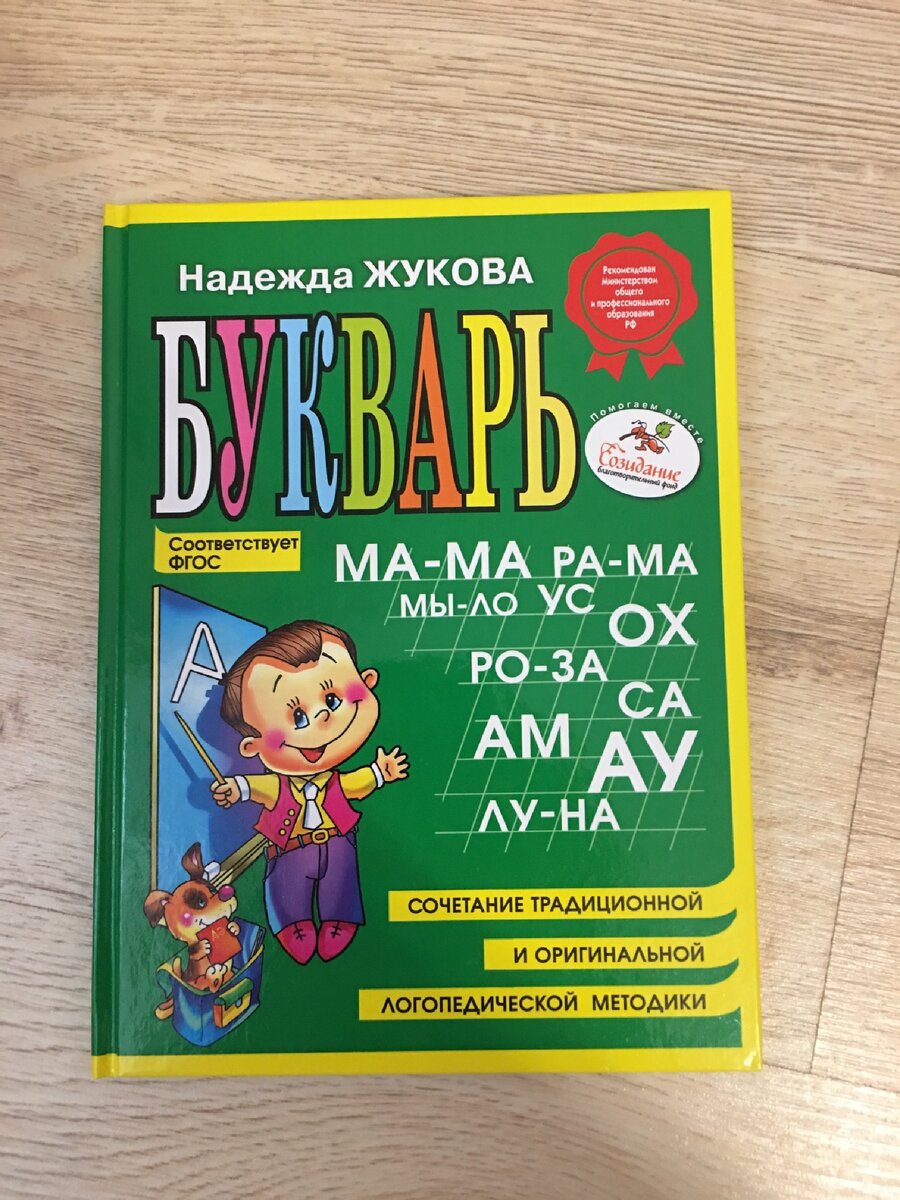 Надежда ЖУКОВА
Рекомендован
Министерством
общего
и профессионального
образования
РФ
БУКВАРЬ
Помогаем вместе
Созидание
благотворительный фонд
Соответствует
ФГОС
МА-МА РА-МА
МЫ-ЛО УС
ОХ
РО-ЗА
СА
АМ
АУ
ЛУ-НА
А
СОЧЕТАНИЕ ТРАДИЦИОННОЙ
И ОРИГИНАЛЬНОЙ
ЛОГОПЕДИЧЕСКОЙ МЕТОДИКИ